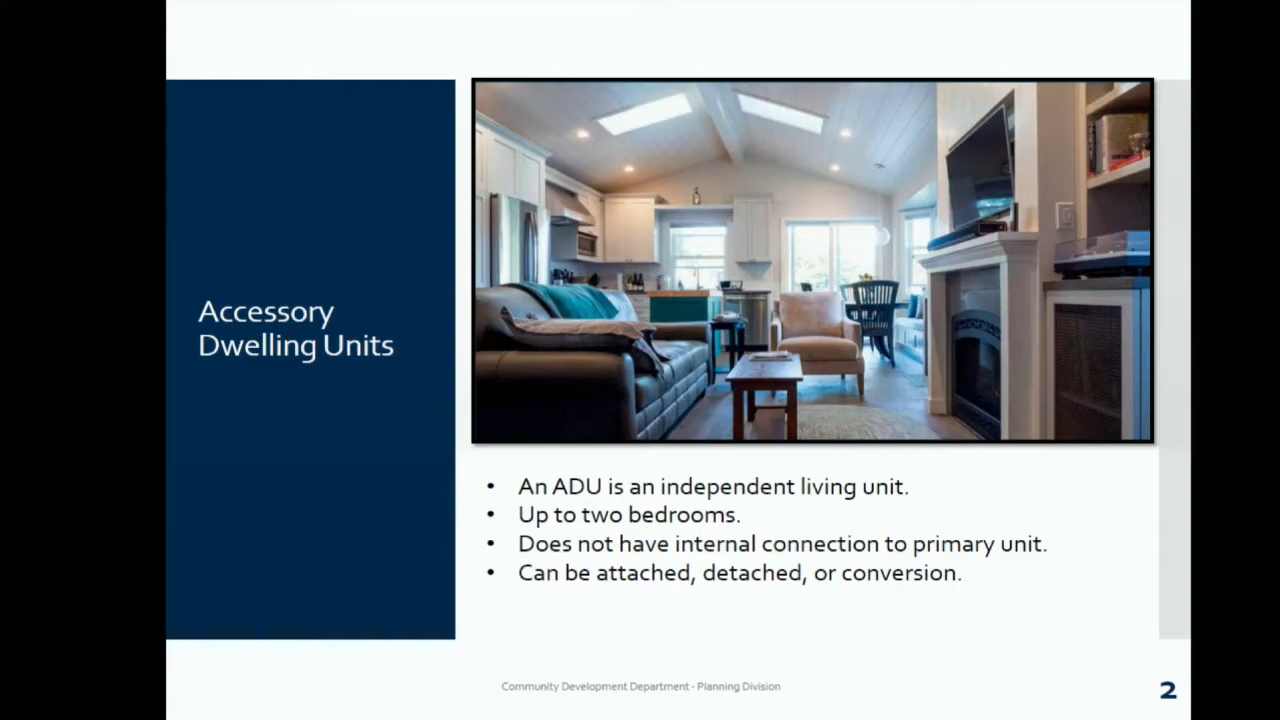 Accessory
Dwelling Units
• An ADU is an independent living unit.
• Up to two bedrooms.
• Does not have internal connection to primary unit.
• Can be attached, detached, or conversion.
Community Development Department - Planning Division
2